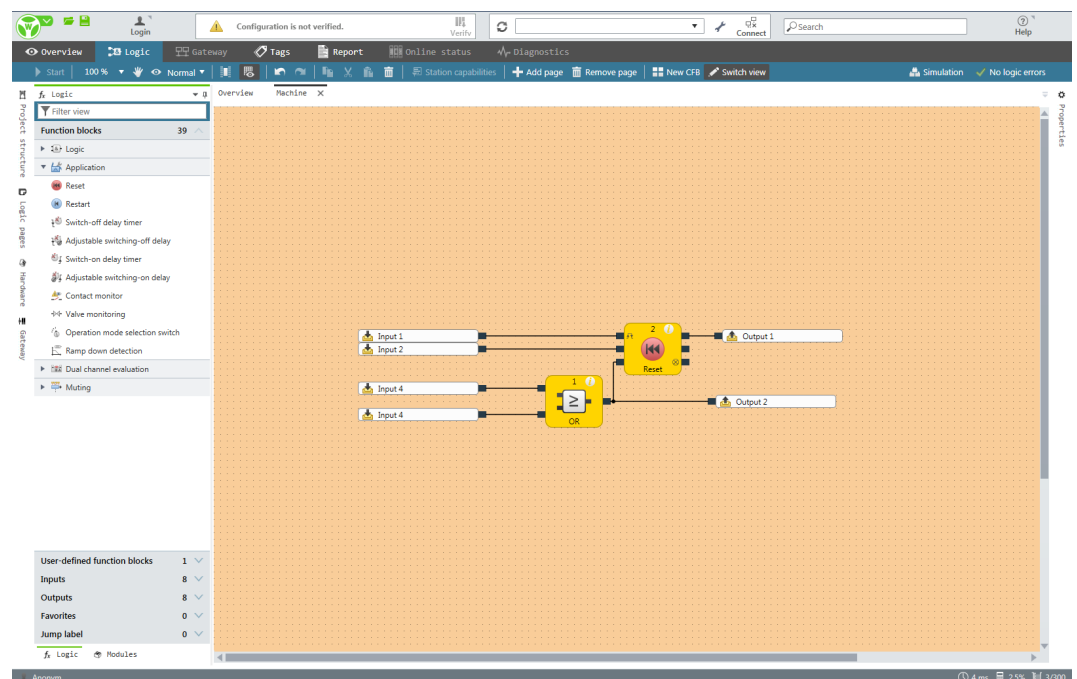 Login
Configuration is not verified.
Verify
Connect
Search
Help
Overview
Logic
Gateway
Tags
Report
Online status
Diagnostics
Start
100 %
Normal
Station capabilities
Add page
Remove page
New CFB
Switch view
Simulation
No logic errors
Project structure
Logic pages
Hardware
Gateway
fx Logic
Filter view
Function blocks 39
Logic
Application
Reset
Restart
Switch-off delay timer
Adjustable switching-off delay
Switch-on delay timer
Adjustable switching-on delay
Contact monitor
Valve monitoring
Operation mode selection switch
Ramp down detection
Dual channel evaluation
Muting
User-defined function blocks 1
Inputs 8
Outputs 8
Favorites 0
Jump label 0
fx Logic
Modules
Overview
Machine
Input 1
Input 2
Input 4
Input 4
1
≥
OR
2
Reset
Output 1
Output 2
Properties
Anonym
4 ms
2.5%
3/300